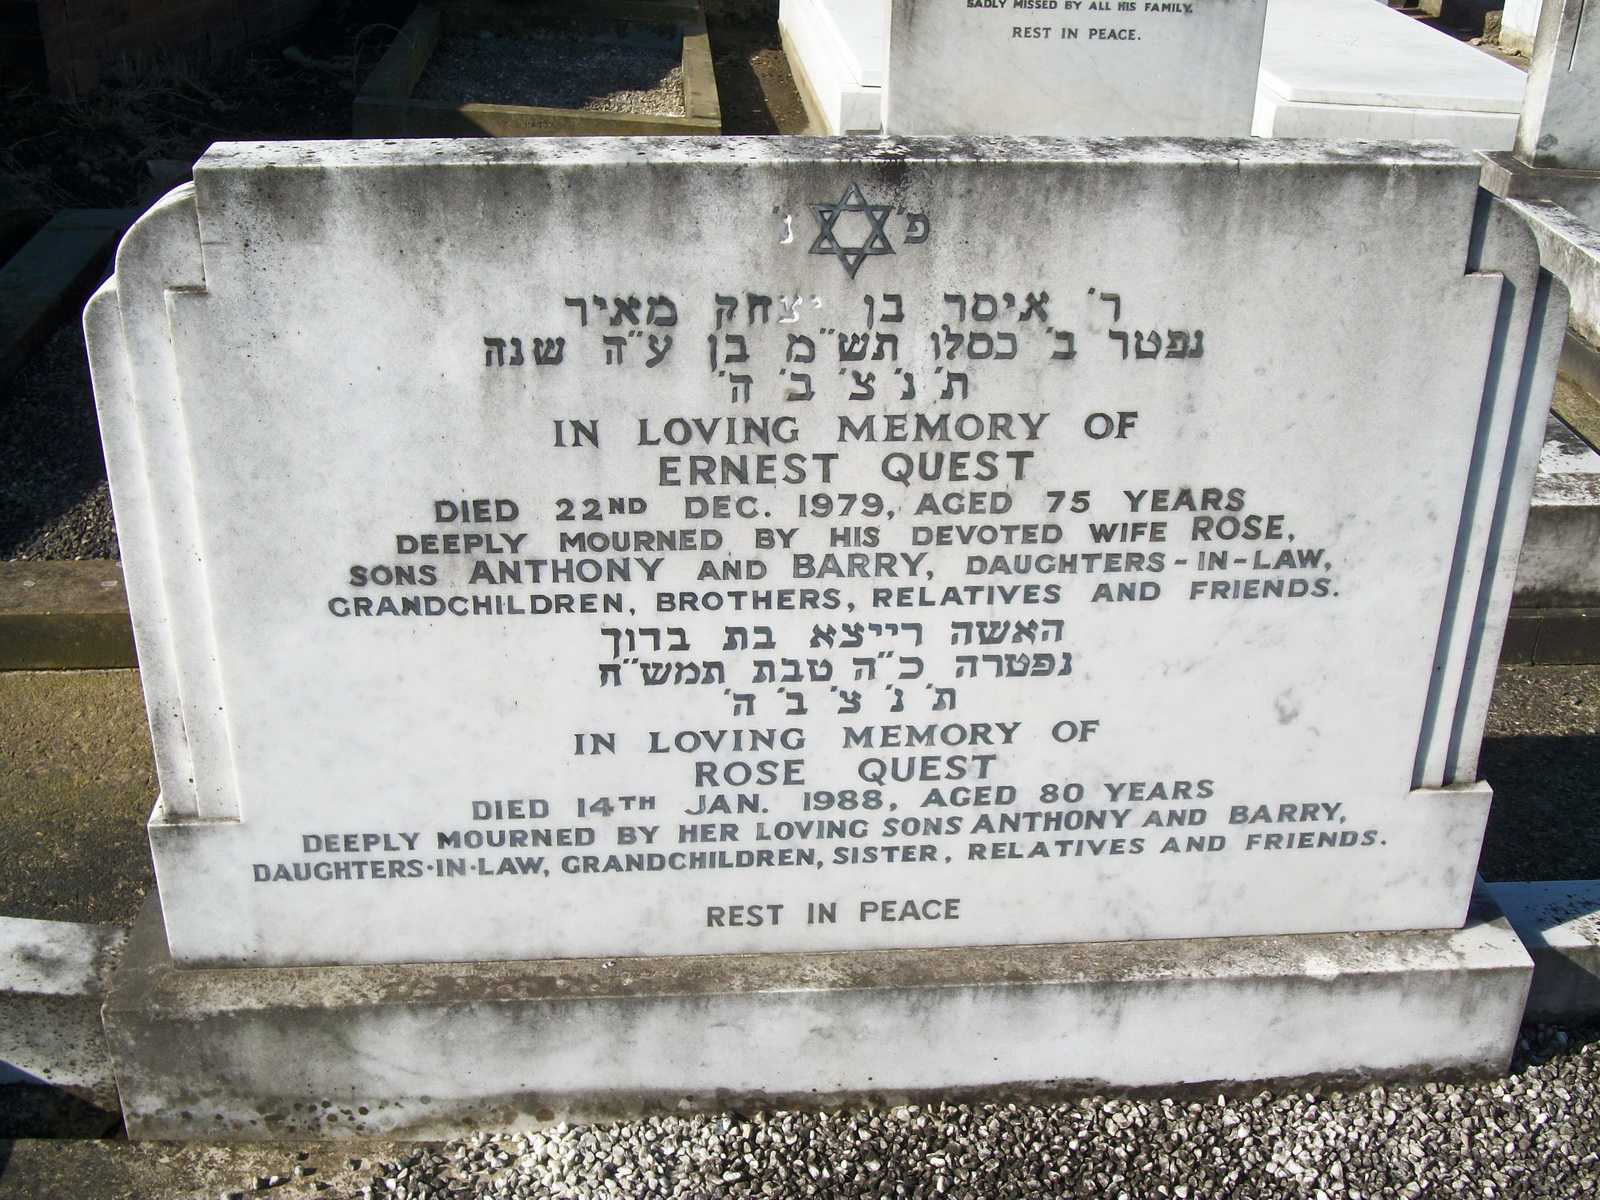 SADLY MISSED BY ALL HIS FAMILY.
REST IN PEACE.
פ׳ נ׳
ר׳ איסר בן יצחק מאיר
נפטר ב׳ כסלו תש״מ בן ע״ה שנה
ת׳ נ׳ צ׳ ב׳ ה׳
IN LOVING MEMORY OF
ERNEST QUEST
DIED 22ND DEC. 1979, AGED 75 YEARS
DEEPLY MOURNED BY HIS DEVOTED WIFE ROSE,
SONS ANTHONY AND BARRY, DAUGHTERS-IN-LAW,
GRANDCHILDREN, BROTHERS, RELATIVES AND FRIENDS.
האשה רייצא בת ברוך
נפטרה כ״ה טבת תמש״ח
ת׳ נ׳ צ׳ ב׳ ה׳
IN LOVING MEMORY OF
ROSE QUEST
DIED 14TH JAN. 1988, AGED 80 YEARS
DEEPLY MOURNED BY HER LOVING SONS ANTHONY AND BARRY,
DAUGHTERS·IN·LAW, GRANDCHILDREN, SISTER, RELATIVES AND FRIENDS.
REST IN PEACE